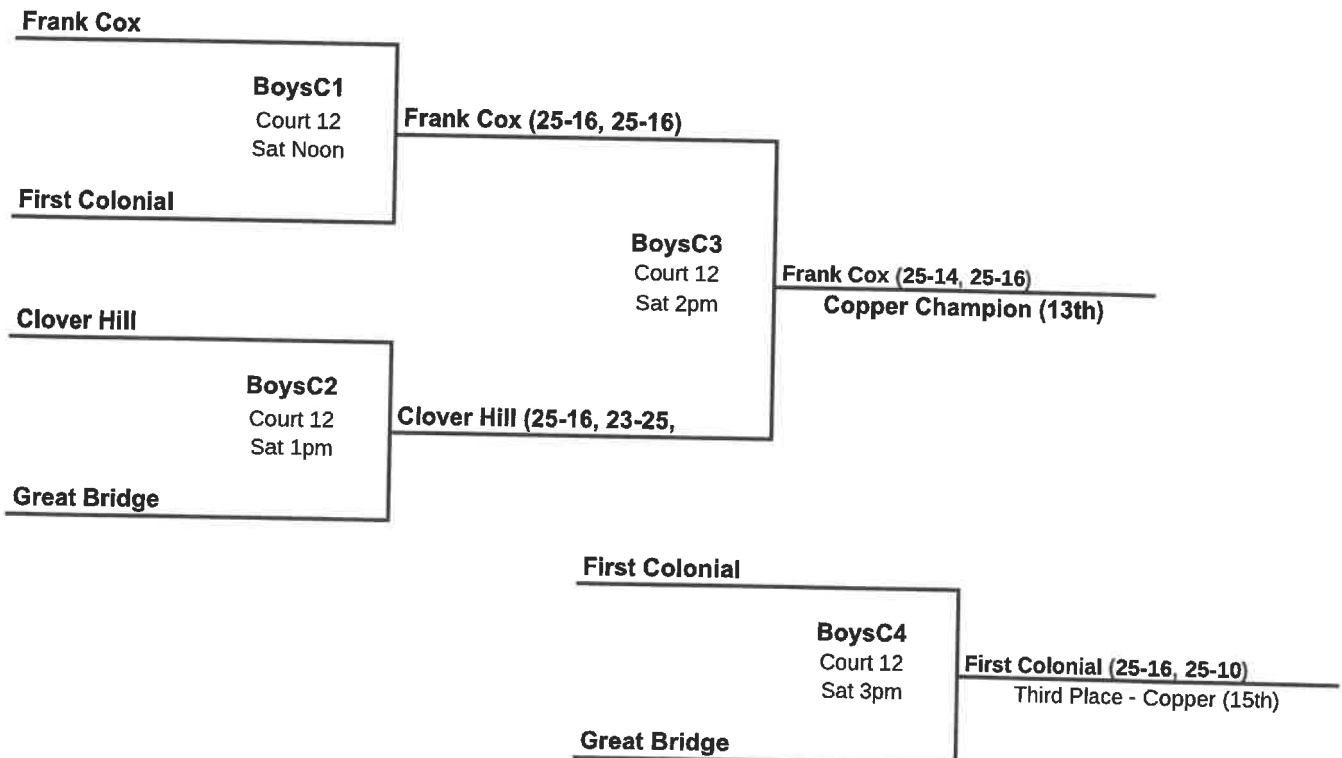 Frank Cox
BoysC1
Court 12
Sat Noon
Frank Cox (25-16, 25-16)
First Colonial
BoysC3
Court 12
Sat 2pm
Frank Cox (25-14, 25-16)
Copper Champion (13th)
Clover Hill
BoysC2
Court 12
Sat 1pm
Clover Hill (25-16, 23-25,
Great Bridge
First Colonial
BoysC4
Court 12
Sat 3pm
First Colonial (25-16, 25-10)
Third Place - Copper (15th)
Great Bridge